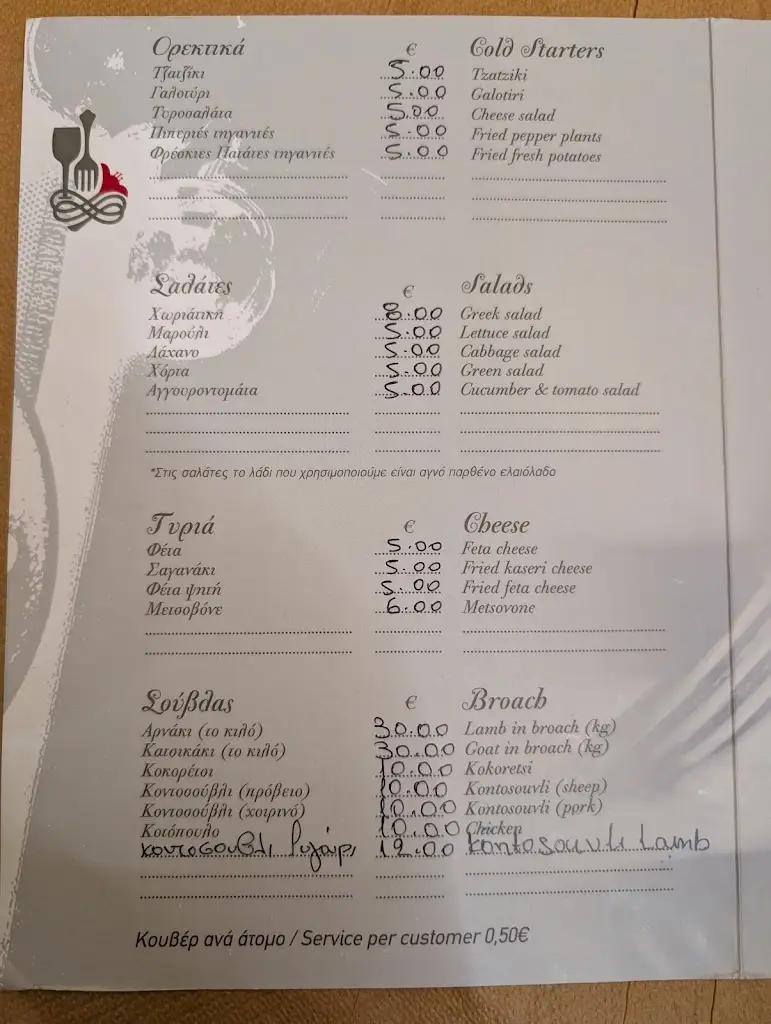 Ορεκτικά € Cold Starters
Τζατζίκι 5.00 Tzatziki
Γαλοτύρι 5.00 Galotiri
Τυροσαλάτα 5.00 Cheese salad
Πιπεριές τηγανιτές 5.00 Fried pepper plants
Φρέσκιες Πατάτες τηγανιτές 5.00 Fried fresh potatoes
Σαλάτες € Salads
Χωριάτικη 8.00 Greek salad
Μαρούλι 5.00 Lettuce salad
Λάχανο 5.00 Cabbage salad
Χόρτα 5.00 Green salad
Αγγουροντομάτα 5.00 Cucumber & tomato salad
*Στις σαλάτες το λάδι που χρησιμοποιούμε είναι αγνό παρθένο ελαιόλαδο
Τυριά € Cheese
Φέτα 5.00 Feta cheese
Σαγανάκι 5.00 Fried kaseri cheese
Φέτα ψητή 5.00 Fried feta cheese
Μετσοβόνε 6.00 Metsovone
Σούβλας € Broach
Αρνάκι (το κιλό) 30.00 Lamb in broach (kg)
Κατσικάκι (το κιλό) 30.00 Goat in broach (kg)
Κοκορέτσι 10.00 Kokoretsi
Κοντοσούβλι (πρόβειο) 10.00 Kontosouvli (sheep)
Κοντοσούβλι (χοιρινό) 10.00 Kontosouvli (pork)
Κοτόπουλο 10.00 Chicken
κοντοσουβλι 12.00 Kontosouvli Lamb
Κουβέρ ανά άτομο / Service per customer 0,50€